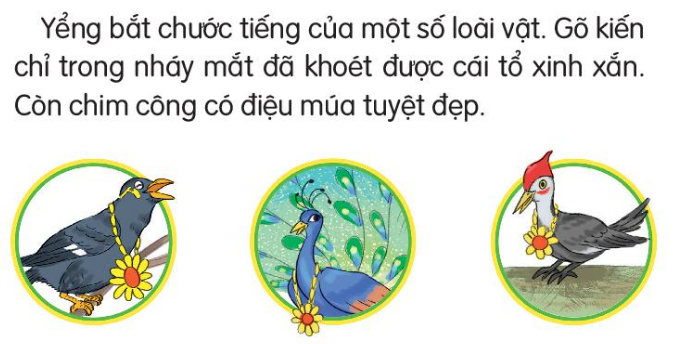 Yểng bắt chước tiếng của một số loài vật. Gõ kiến
chỉ trong nháy mắt đã khoét được cái tổ xinh xắn.
Còn chim công có điệu múa tuyệt đẹp.